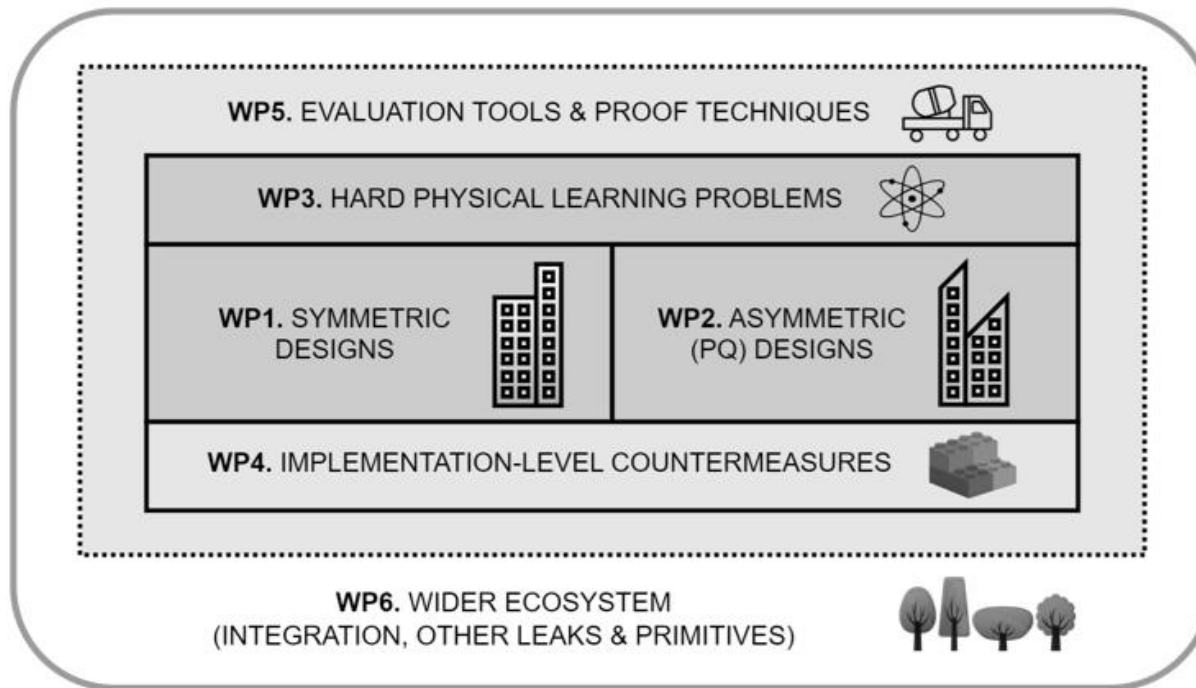 WP5. EVALUATION TOOLS & PROOF TECHNIQUES
WP3. HARD PHYSICAL LEARNING PROBLEMS
WP1. SYMMETRIC
DESIGNS
WP2. ASYMMETRIC
(PQ) DESIGNS
WP4. IMPLEMENTATION-LEVEL COUNTERMEASURES
WP6. WIDER ECOSYSTEM
(INTEGRATION, OTHER LEAKS & PRIMITIVES)